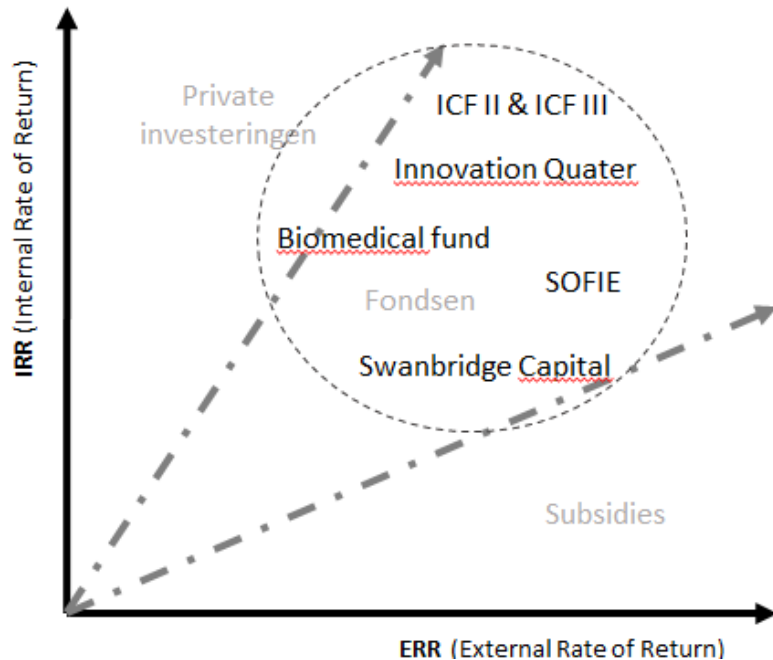 Private
investeringen
ICF II & ICF III
Innovation Quater
Biomedical fund
SOFIE
Fondsen
Swanbridge Capital
Subsidies
IRR (Internal Rate of Return)
ERR (External Rate of Return)